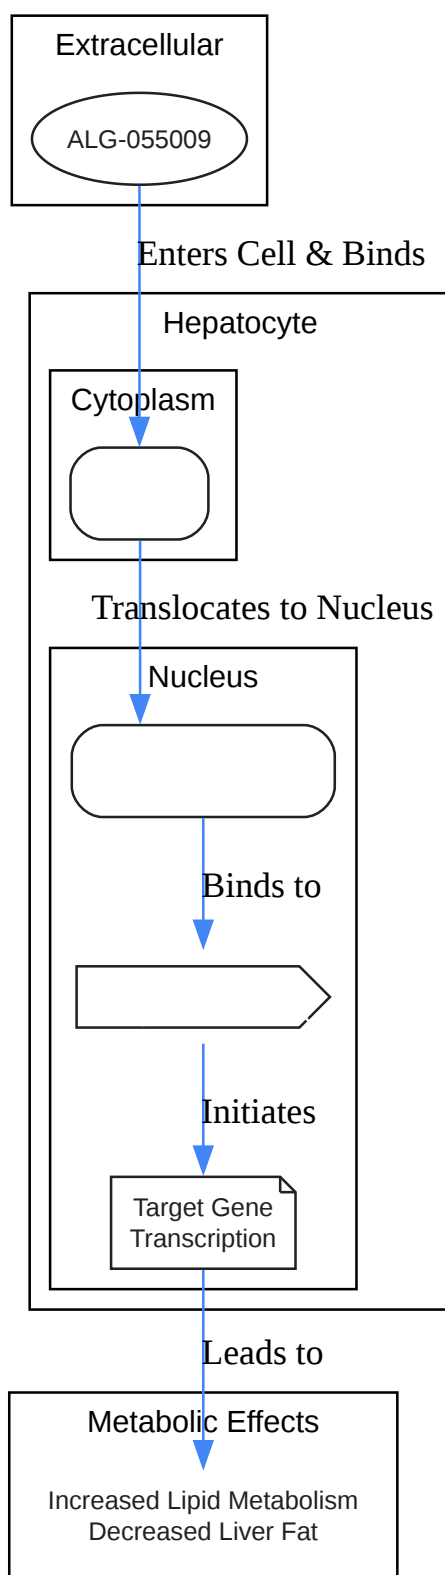 Extracellular
ALG-055009
Enters Cell & Binds
Hepatocyte
Cytoplasm
Translocates to Nucleus
Nucleus
Binds to
Initiates
Target Gene
Transcription
Leads to
Metabolic Effects
Increased Lipid Metabolism
Decreased Liver Fat